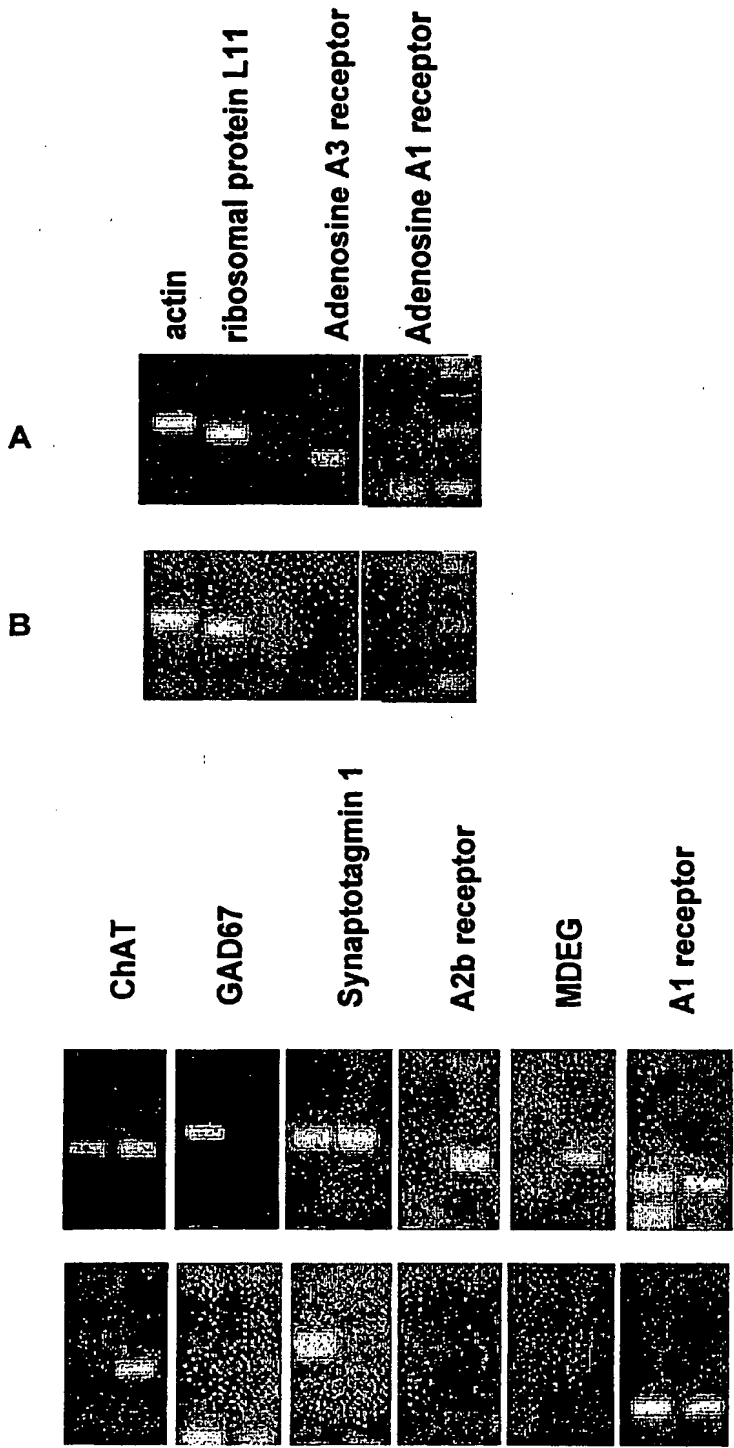 actin
ribosomal protein L11
Adenosine A3 receptor
Adenosine A1 receptor
A
B
ChAT
GAD67
Synaptotagmin 1
A2b receptor
MDEG
A1 receptor